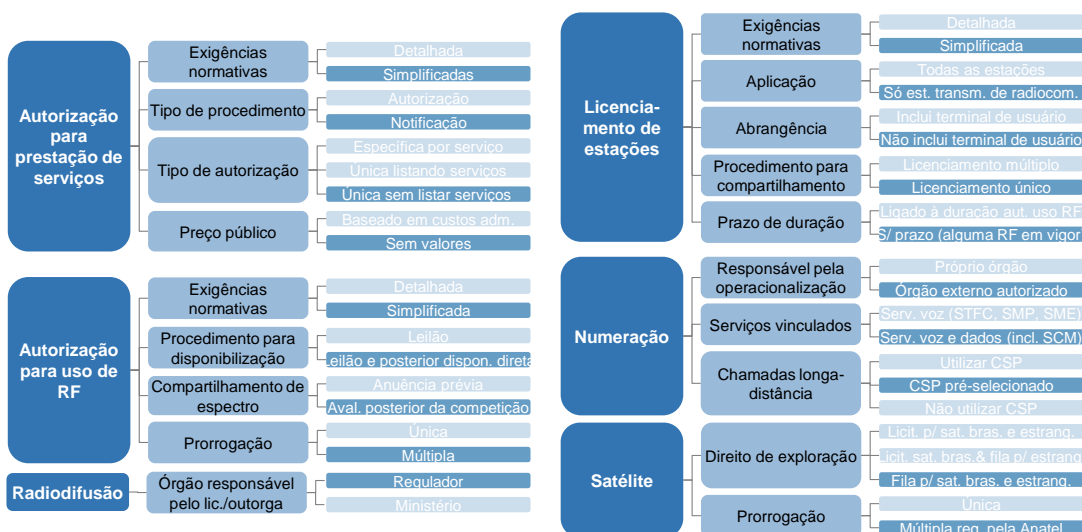 Autorização
para
prestação de
serviços
Exigências
normativas
Detalhada
Simplificadas
Tipo de procedimento
Autorização
Notificação
Tipo de autorização
Específica por serviço
Única listando serviços
Única sem listar serviços
Preço público
Baseado em custos adm.
Sem valores
Autorização
para uso de
RF
Exigências
normativas
Detalhada
Simplificada
Procedimento para
disponibilização
Leilão
Leilão e posterior dispon. direta
Compartilhamento de
espectro
Anuência prévia
Aval. posterior da competição
Prorrogação
Única
Múltipla
Radiodifusão
Órgão responsável
pelo lic./outorga
Regulador
Ministério
Licencia-
mento de
estações
Exigências
normativas
Detalhada
Simplificada
Aplicação
Todas as estações
Só est. transm. de radiocom.
Abrangência
Inclui terminal de usuário
Não inclui terminal de usuário
Procedimento para
compartilhamento
Licenciamento múltiplo
Licenciamento único
Prazo de duração
Ligado à duração aut. uso RF
S/ prazo (alguma RF em vigor
Numeração
Responsável pela
operacionalização
Próprio órgão
Órgão externo autorizado
Serviços vinculados
Serv. voz (STFC, SMP, SME)
Serv. voz e dados (incl. SCM)
Chamadas longa-
distância
Utilizar CSP
CSP pré-selecionado
Não utilizar CSP
Satélite
Direito de exploração
Licit. p/ sat. bras. e estrang.
Licit. sat. bras.& fila p/ estrang
Fila p/ sat. bras. e estrang.
Prorrogação
Única
Múltipla reg. pela Anatel